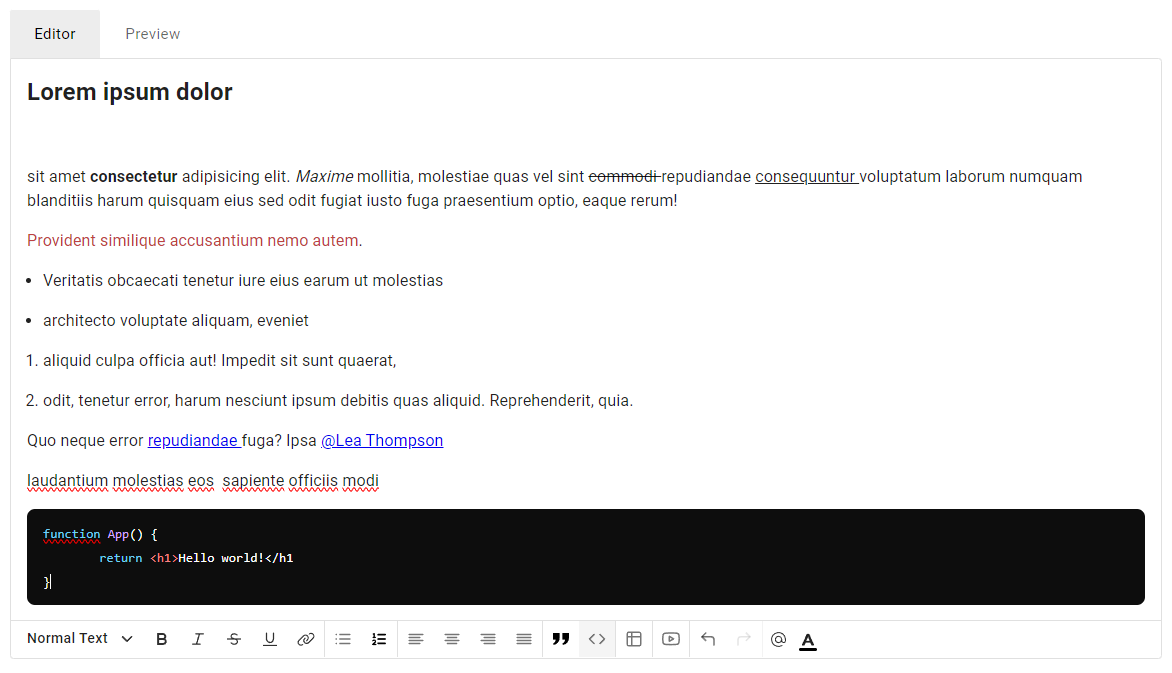 Editor Preview
Lorem ipsum dolor
sit amet consectetur adipisicing elit. Maxime mollitia, molestiae quas vel sint commodi repudiandae consequuntur voluptatum laborum numquam
blanditiis harum quisquam eius sed odit fugiat iusto fuga praesentium optio, eaque rerum!
Provident similique accusantium nemo autem.
• Veritatis obcaecati tenetur iure eius earum ut molestias
• architecto voluptate aliquam, eveniet
1. aliquid culpa officia aut! Impedit sit sunt quaerat,
2. odit, tenetur error, harum nesciunt ipsum debitis quas aliquid. Reprehenderit, quia.
Quo neque error repudiandae fuga? Ipsa @Lea Thompson
laudantium molestias eos  sapiente officiis modi
function App() {
return <h1>Hello world!</h1
}
Normal Text B I S U @ A